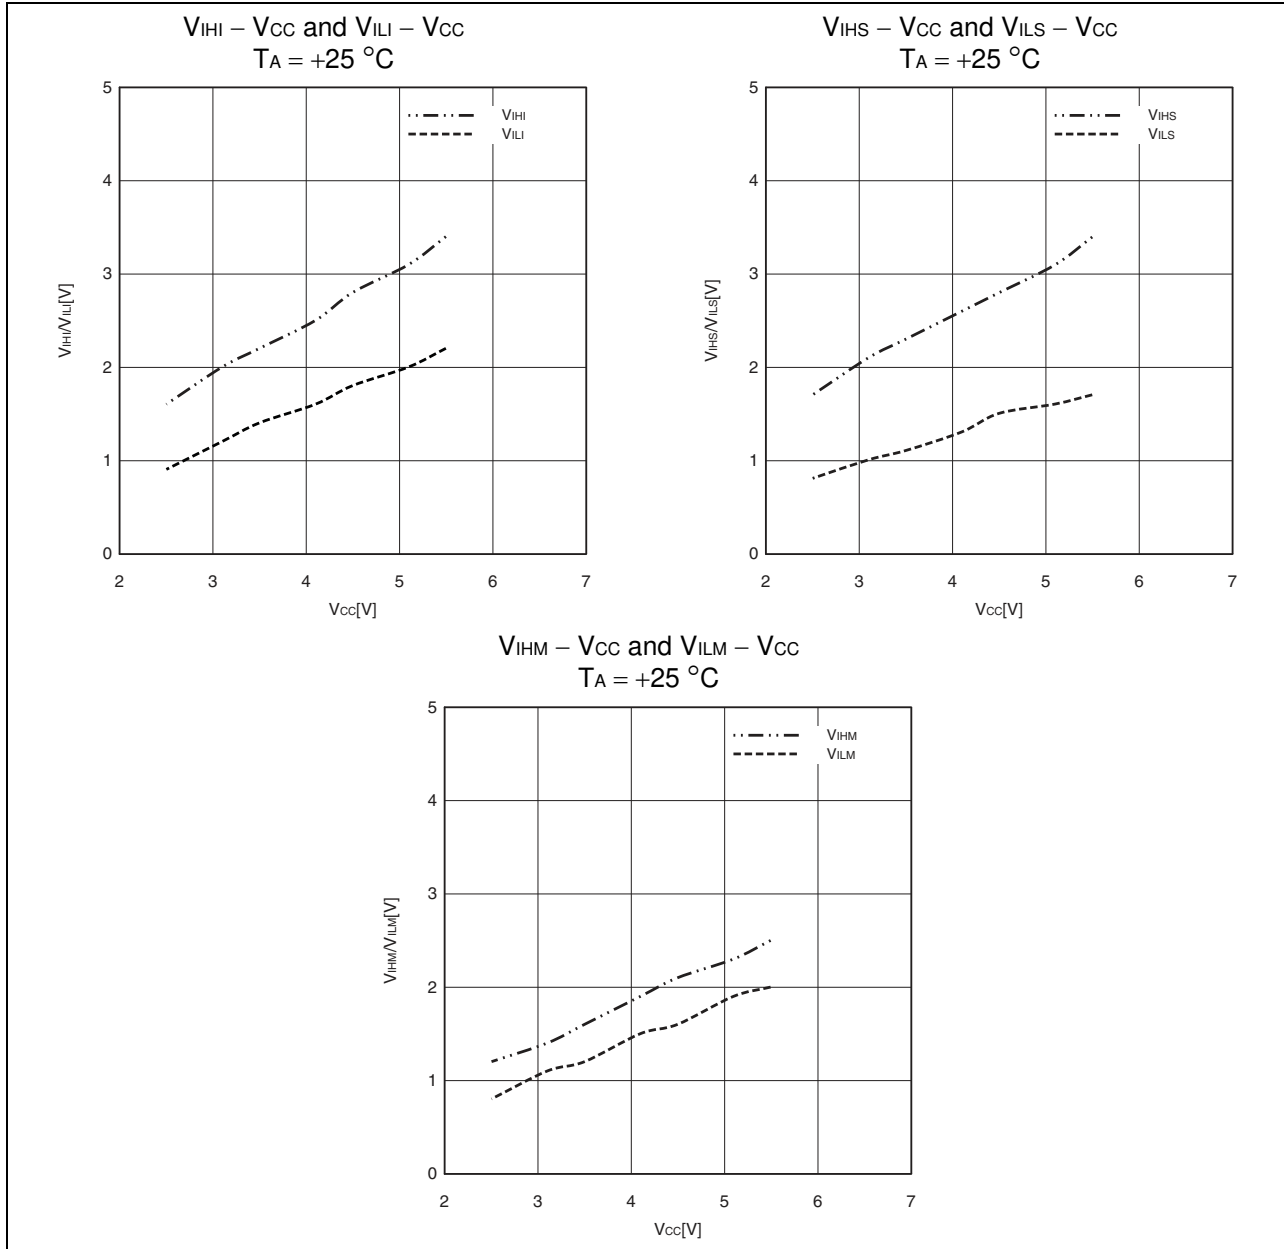 VIHI – VCC and VILI – VCC
TA = +25 °C
5
4
3
2
1
0
VIHI/VILI[V]
VIHI
VILI
2 3 4 5 6 7
VCC[V]
VIHS – VCC and VILS – VCC
TA = +25 °C
5
4
3
2
1
0
VIHS/VILS[V]
VIHS
VILS
2 3 4 5 6 7
VCC[V]
VIHM – VCC and VILM – VCC
TA = +25 °C
5
4
3
2
1
0
VIHM/VILM[V]
VIHM
VILM
2 3 4 5 6 7
VCC[V]